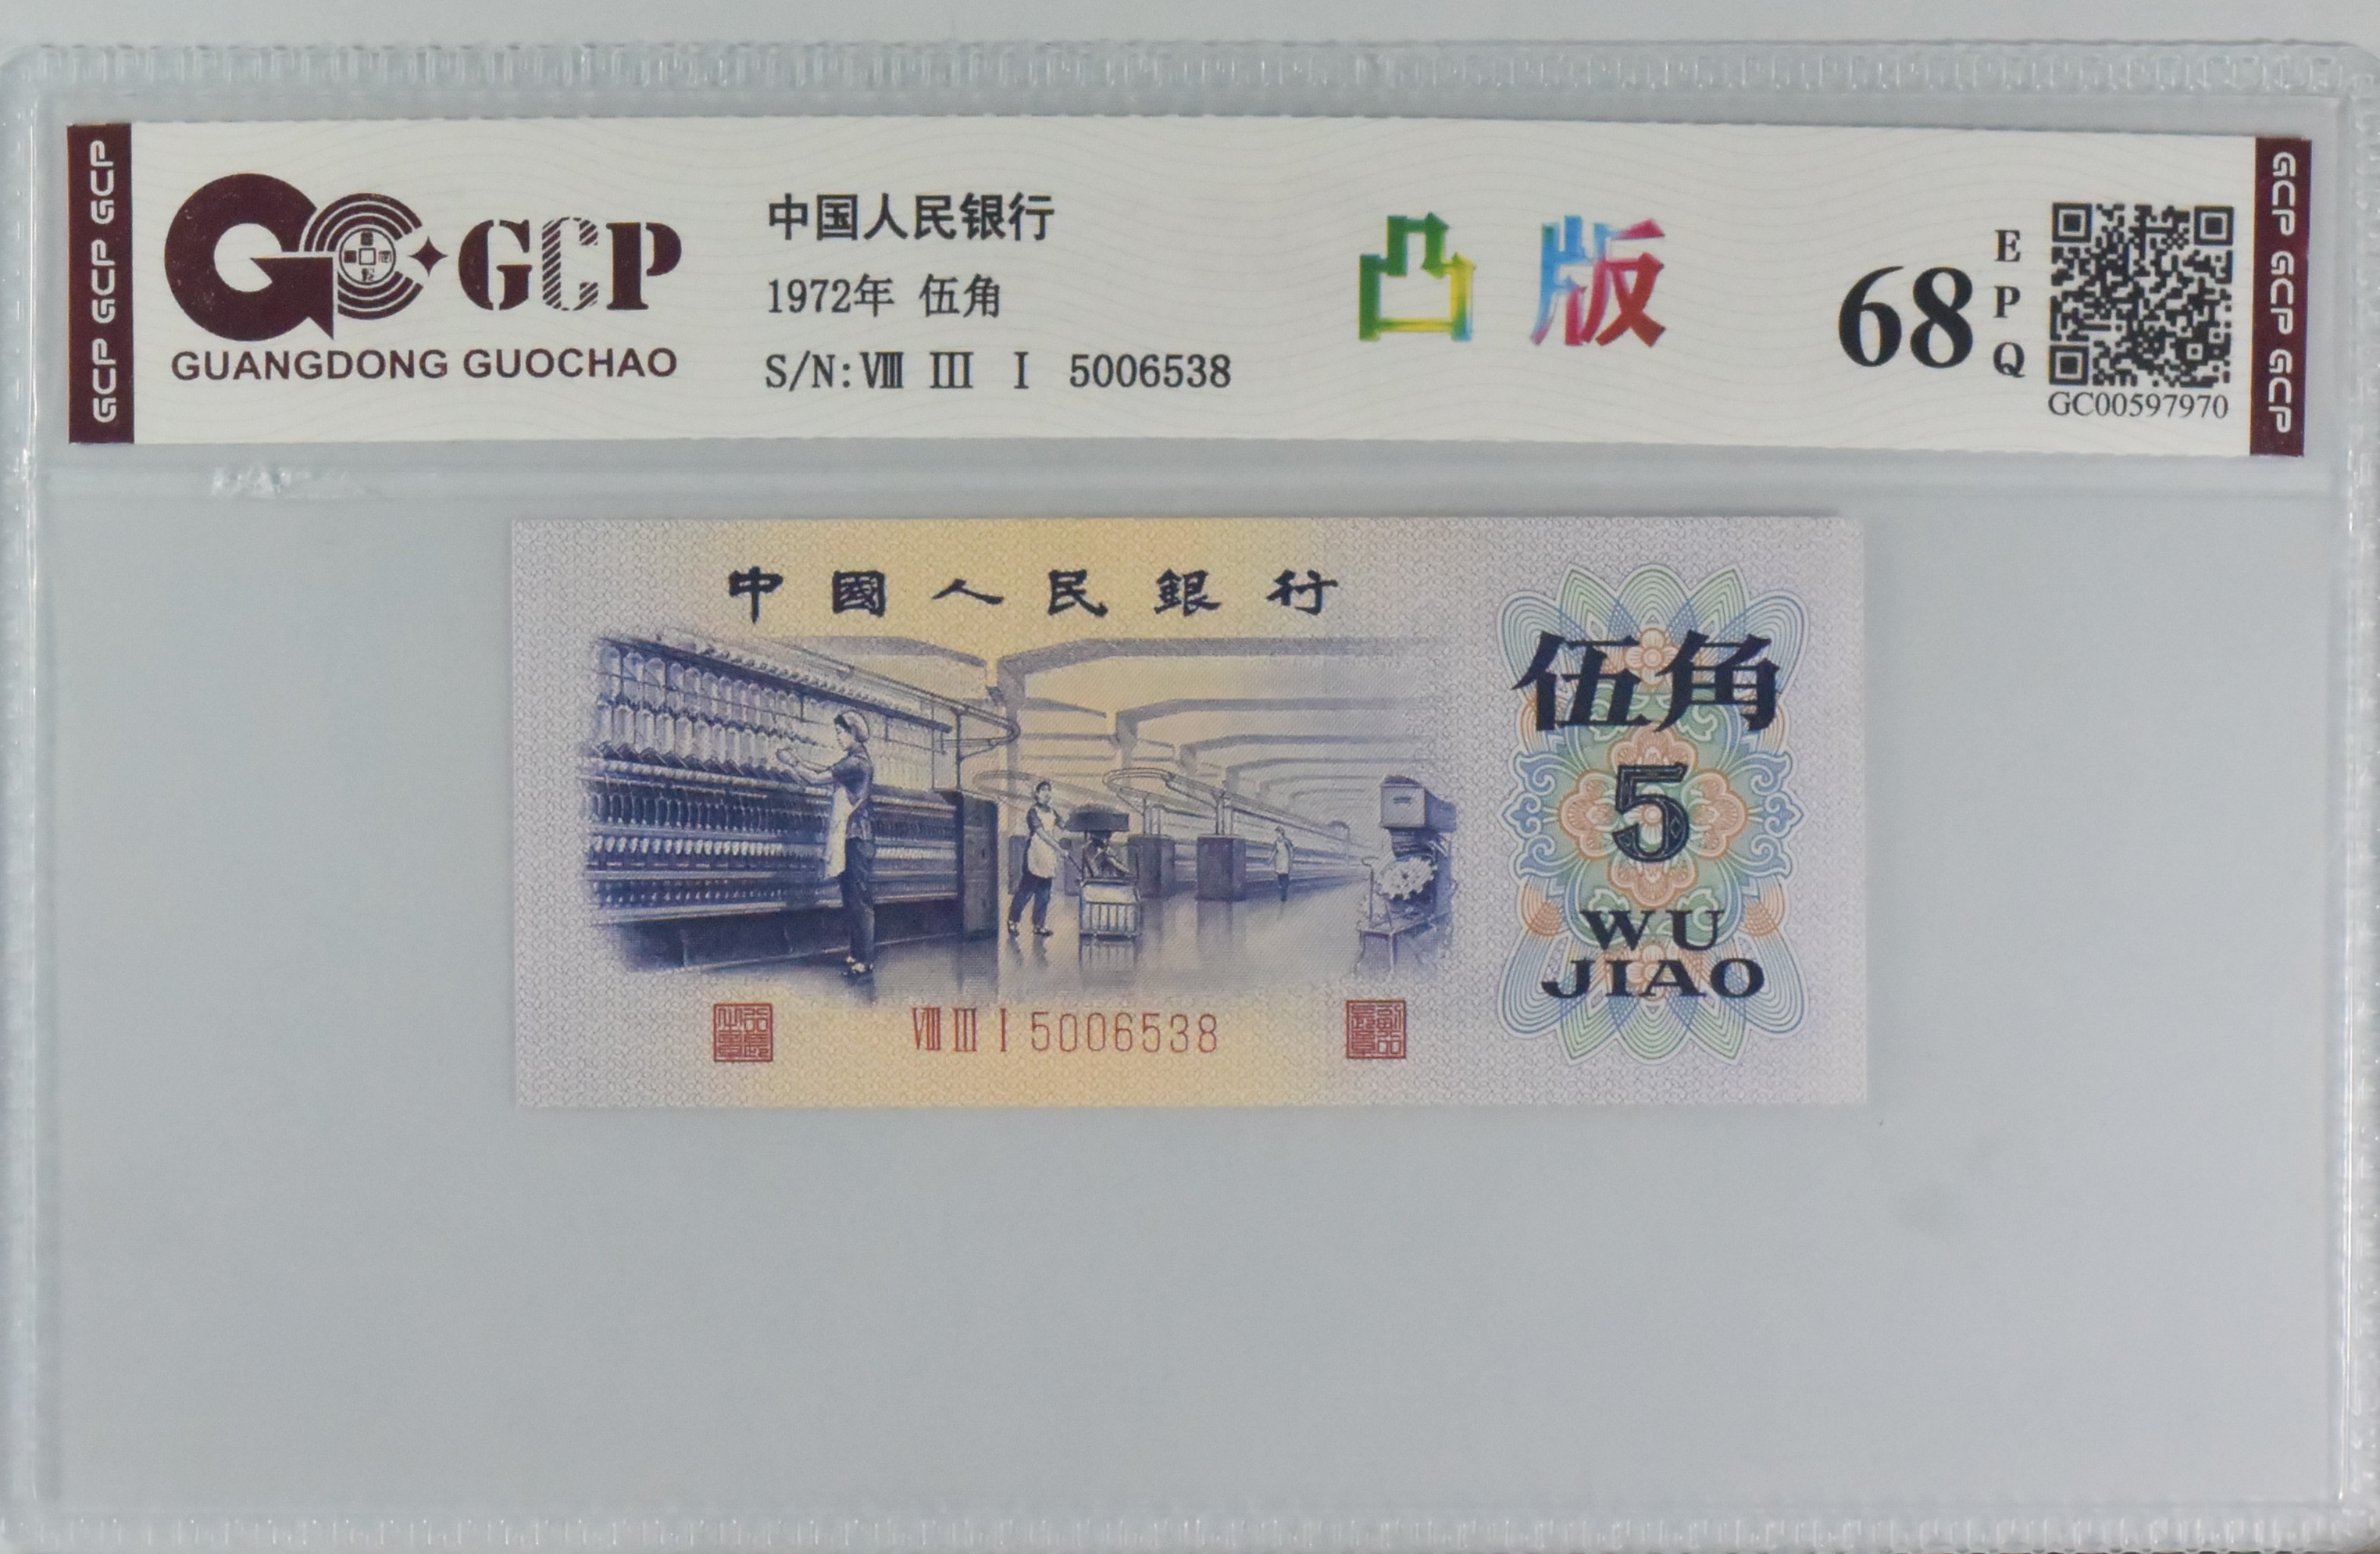 GCP GCP GCP
GCP
GUANGDONG GUOCHAO
中国人民银行
1972年 伍角
S/N: Ⅷ Ⅲ Ⅰ 5006538
凸版
68
EPQ
GC00597970
GCP GCP GCP
中國人民銀行
伍角
5
WU
JIAO
Ⅷ Ⅲ Ⅰ 5006538